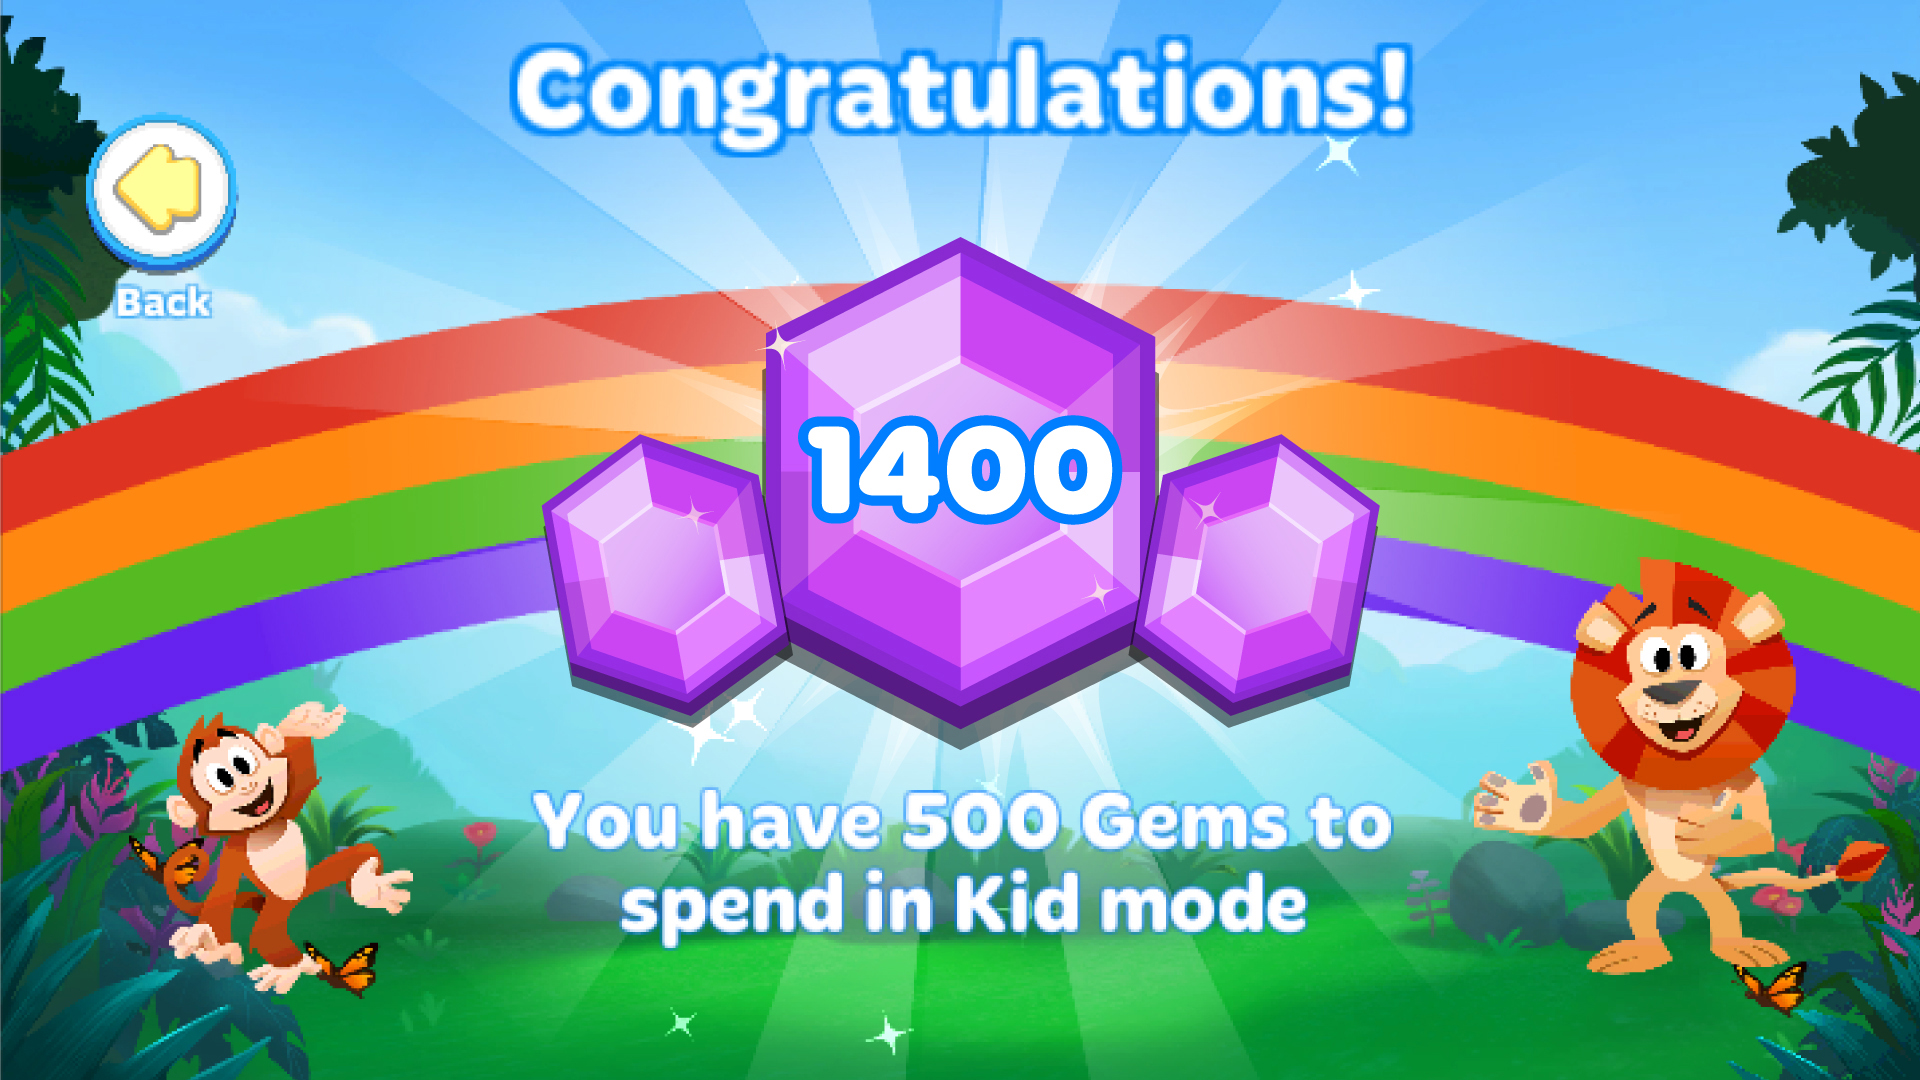 Congratulations!
Back
1400
You have 500 Gems to
spend in Kid mode